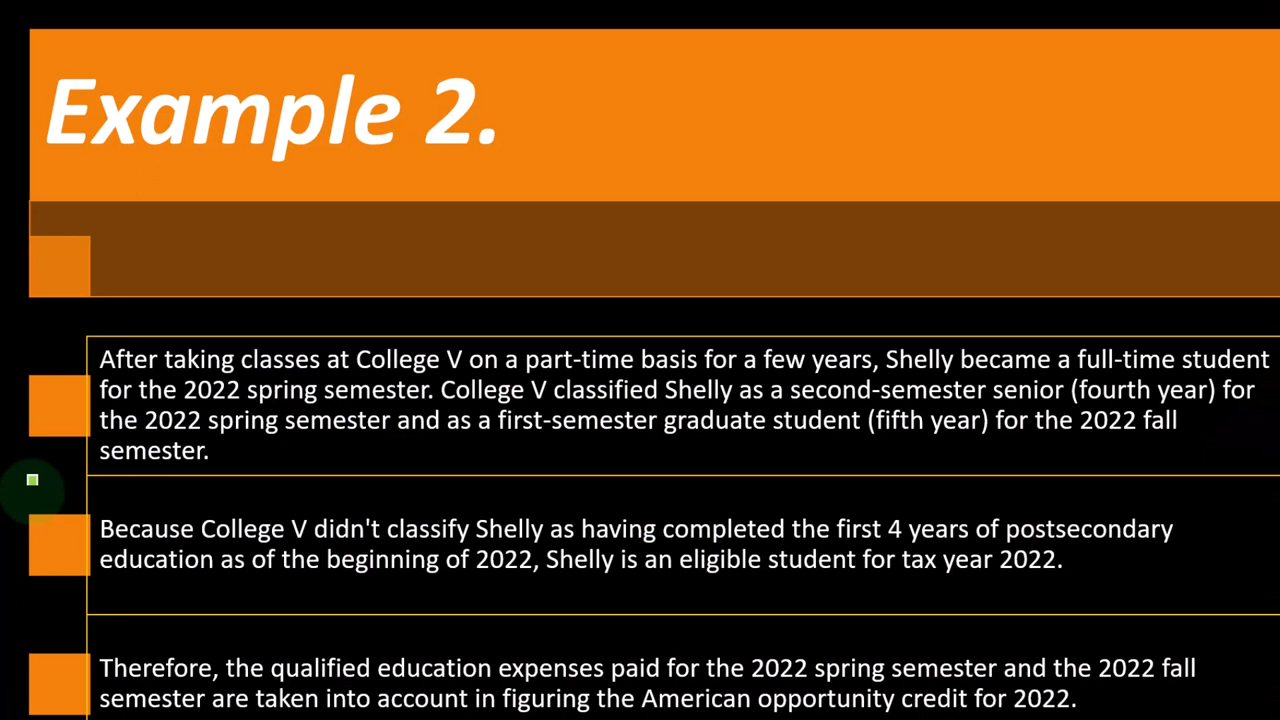 Example 2.
After taking classes at College V on a part-time basis for a few years, Shelly became a full-time student
for the 2022 spring semester. College V classified Shelly as a second-semester senior (fourth year) for
the 2022 spring semester and as a first-semester graduate student (fifth year) for the 2022 fall
semester.
Because College V didn't classify Shelly as having completed the first 4 years of postsecondary
education as of the beginning of 2022, Shelly is an eligible student for tax year 2022.
Therefore, the qualified education expenses paid for the 2022 spring semester and the 2022 fall
semester are taken into account in figuring the American opportunity credit for 2022.